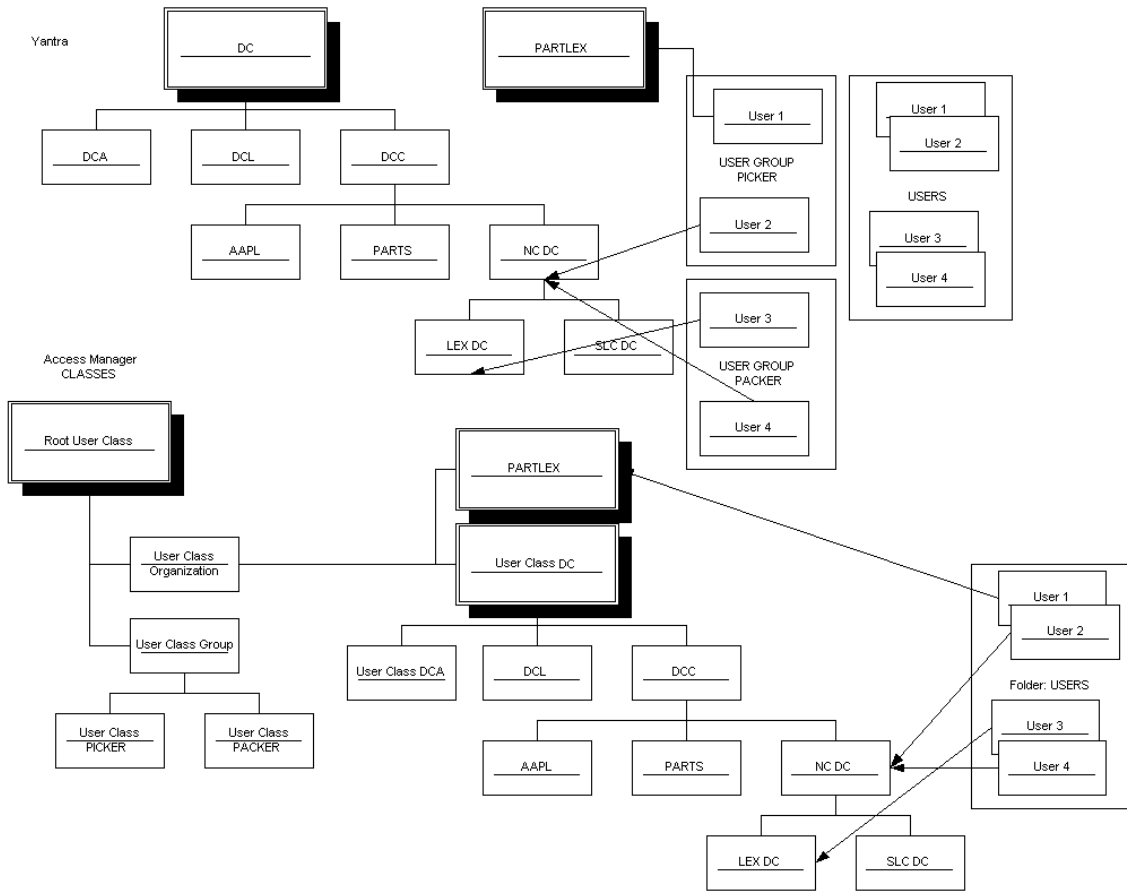 Yantra
DC
PARTLEX
User 1
User 1
User 2
DCA
DCL
DCC
USER GROUP
PICKER
USERS
AAPL
PARTS
NC DC
User 2
User 3
User 4
LEX DC
SLC DC
User 3
USER GROUP
PACKER
User 4
Access Manager
CLASSES
Root User Class
PARTLEX
User Class
Organization
User Class DC
User 1
User 2
User Class Group
User Class DCA
DCL
DCC
Folder: USERS
User 3
User 4
User Class
PICKER
User Class
PACKER
AAPL
PARTS
NC DC
LEX DC
SLC DC